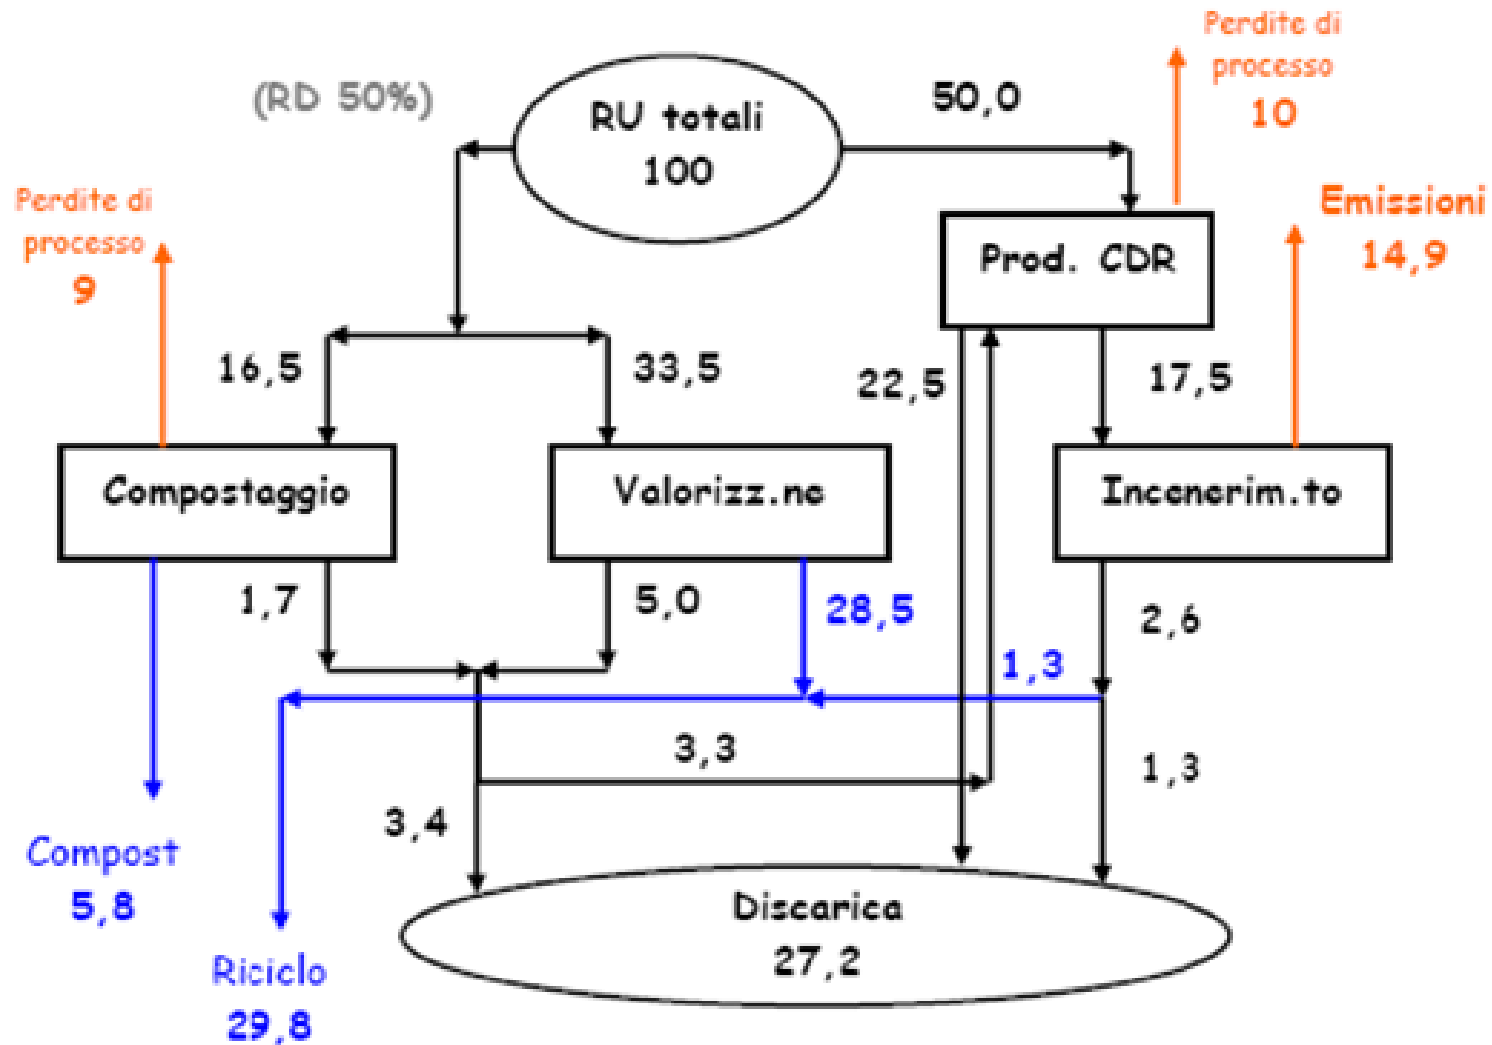 Perdite di
processo
10
(RD 50%)
RU totali
100
50,0
Perdite di
processo
9
Emissioni
14,9
Prod. CDR
16,5
33,5
22,5
17,5
Compostaggio
Valorizz.ne
Incenerim.to
1,7
5,0
28,5
2,6
1,3
3,3
1,3
3,4
Compost
5,8
Discarica
27,2
Riciclo
29,8